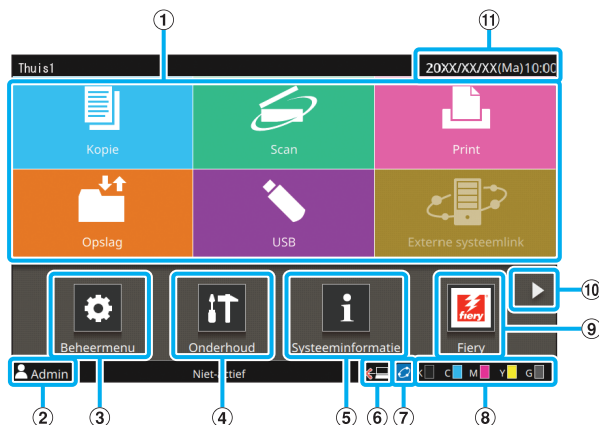 ① ⑪
Thuis1 20XX/XX/XX(Ma)10:00
Kopie Scan Print
Opslag USB Externe systeemlink
⑩
fiery
⑨
Beheermenu Onderhoud Systeeminformatie Fiery
Admin Niet-actief K C M Y G
② ③ ④ ⑤ ⑥ ⑦ ⑧